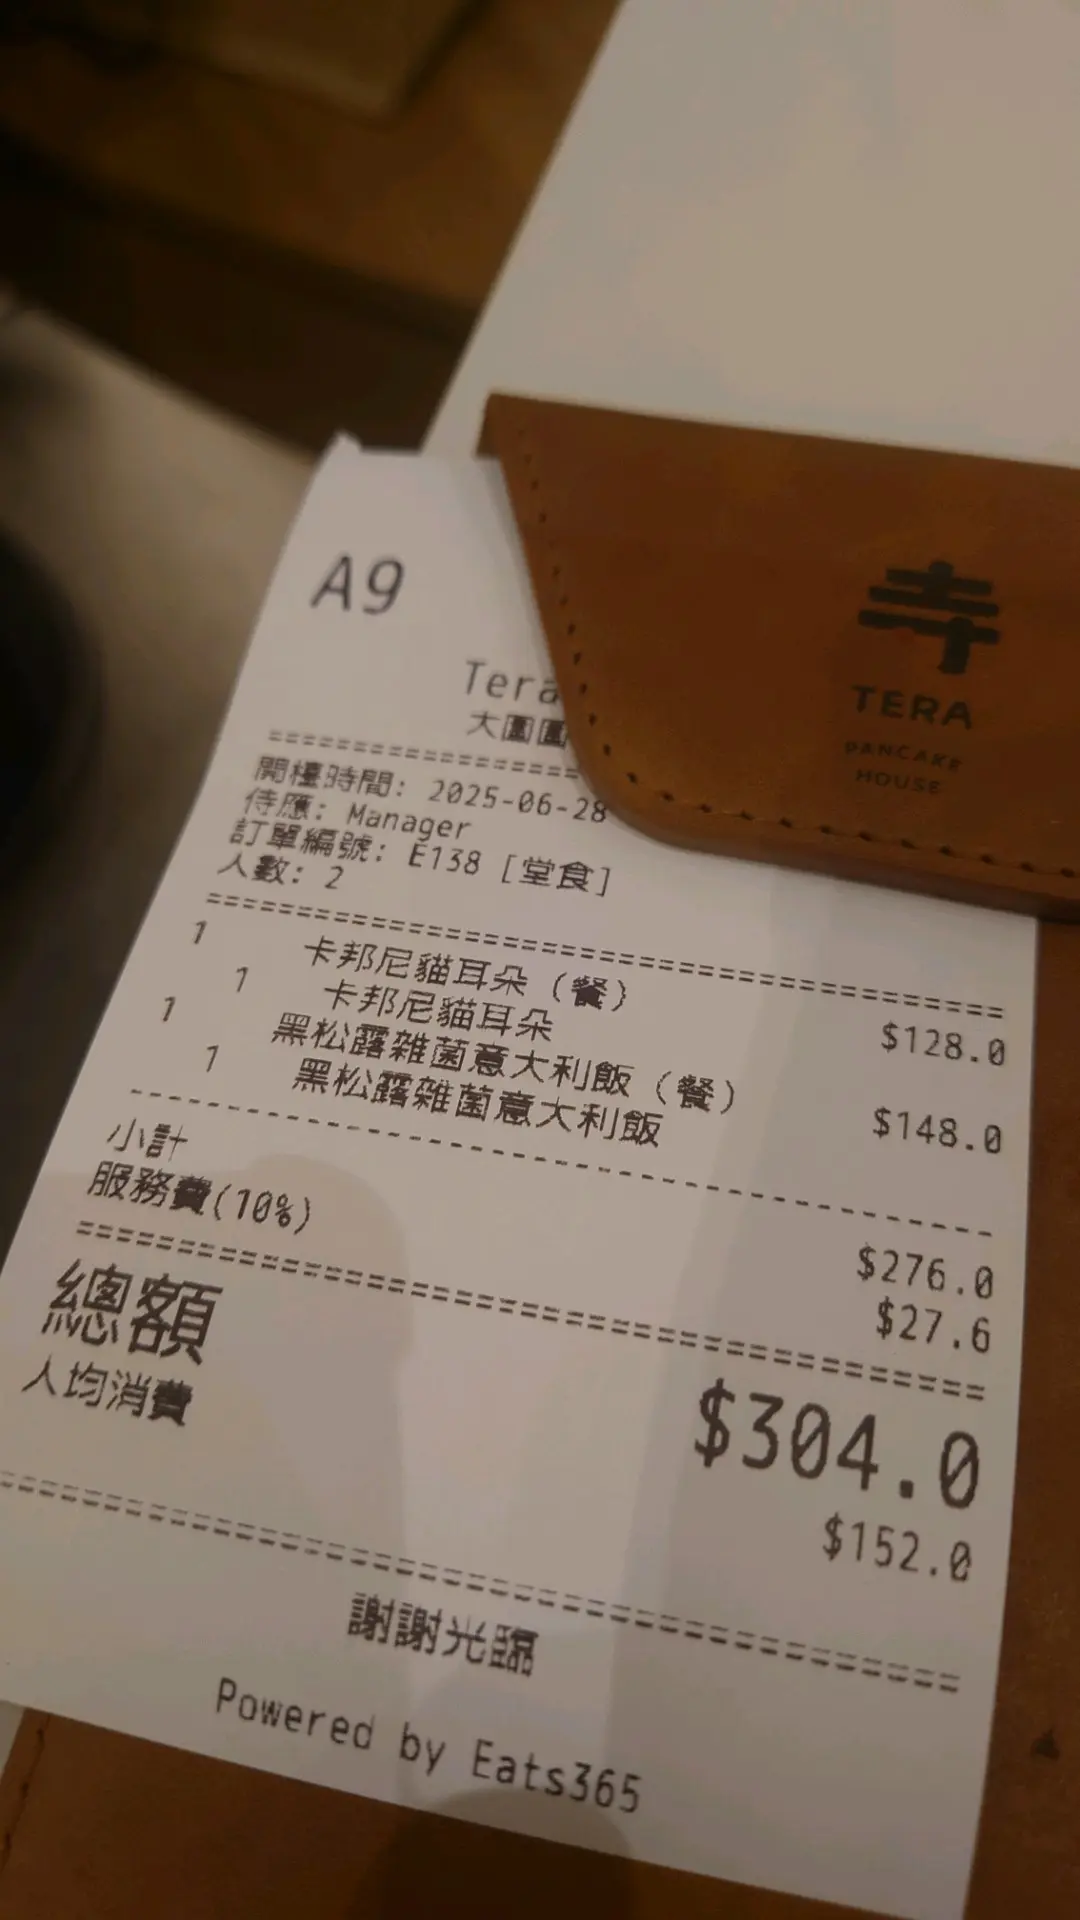 A9
Tera
大圍圍
開檯時間: 2025-06-28
侍應: Manager
訂單編號: E138 [堂食]
人數: 2
1 卡邦尼貓耳朵 (餐) $128.0
1 卡邦尼貓耳朵
1 黑松露雜菌意大利飯 (餐) $148.0
1 黑松露雜菌意大利飯
小計 $276.0
服務費(10%) $27.6
總額 $304.0
人均消費 $152.0
謝謝光臨
Powered by Eats365
寺
TERA
PANCAKE
HOUSE